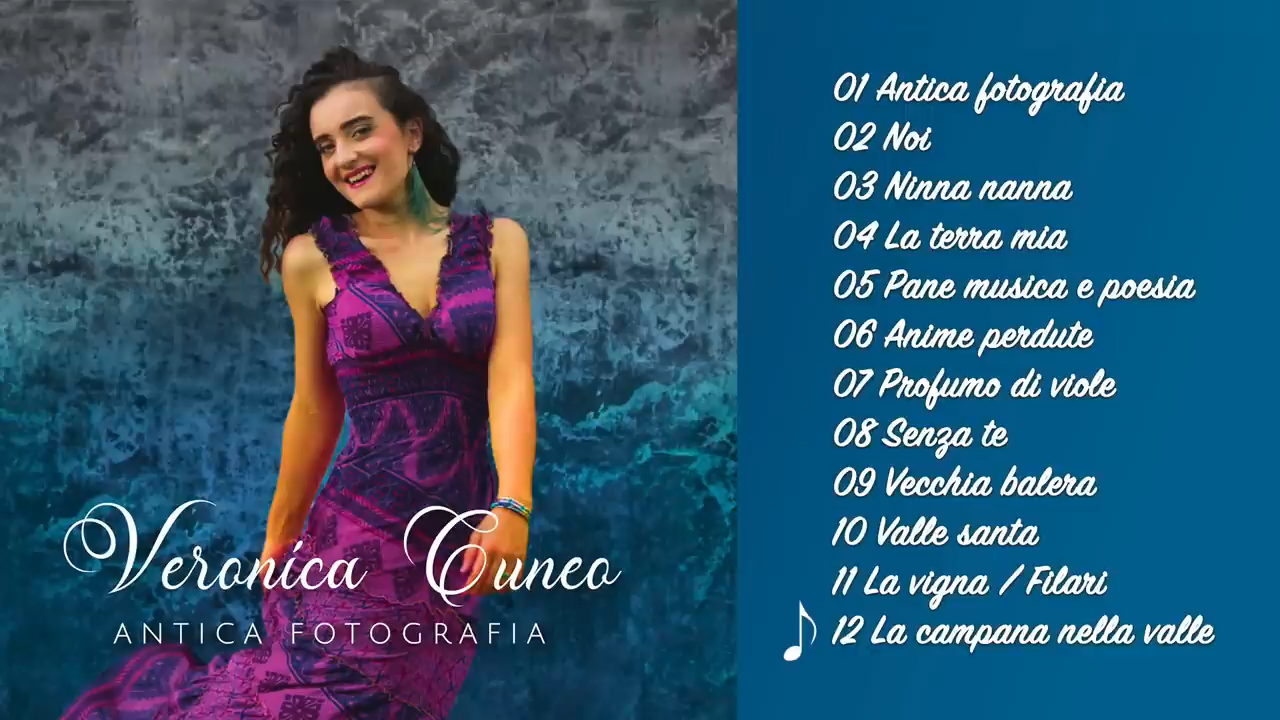 Veronica Cuneo
ANTICA FOTOGRAFIA
01 Antica fotografia
02 Noi
03 Ninna nanna
04 La terra mia
05 Pane musica e poesia
06 Anime perdute
07 Profumo di viole
08 Senza te
09 Vecchia balera
10 Valle santa
11 La vigna / Filari
12 La campana nella valle